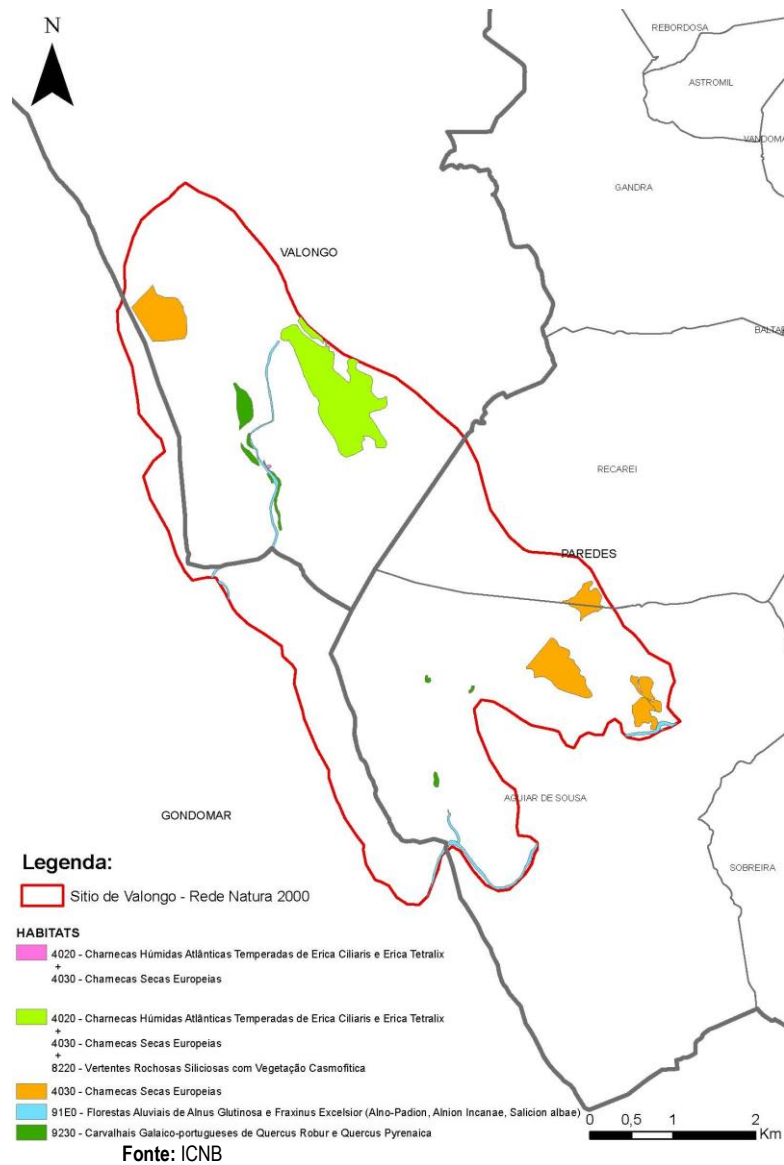 N
REBORDOSA
ASTROMIL
VANDOMA
GANDRA
VALONGO
BALTAR
RECAREI
PAREDES
AGUIAR DE SOUSA
GONDOMAR
SOBREIRA
Legenda:
Sitio de Valongo - Rede Natura 2000
HABITATS
4020 - Charnecas Húmidas Atlânticas Temperadas de Erica Ciliaris e Erica Tetralix
+
4030 - Charnecas Secas Europeias
4020 - Charnecas Húmidas Atlânticas Temperadas de Erica Ciliaris e Erica Tetralix
+
4030 - Charnecas Secas Europeias
+
8220 - Vertentes Rochosas Siliciosas com Vegetação Casmofítica
4030 - Charnecas Secas Europeias
91E0 - Florestas Aluviais de Alnus Glutinosa e Fraxinus Excelsior (Alno-Padion, Alnion Incanae, Salicion albae)
9230 - Carvalhais Galaico-portugueses de Quercus Robur e Quercus Pyrenaica
0 0,5 1 2
Km
Fonte: ICNB